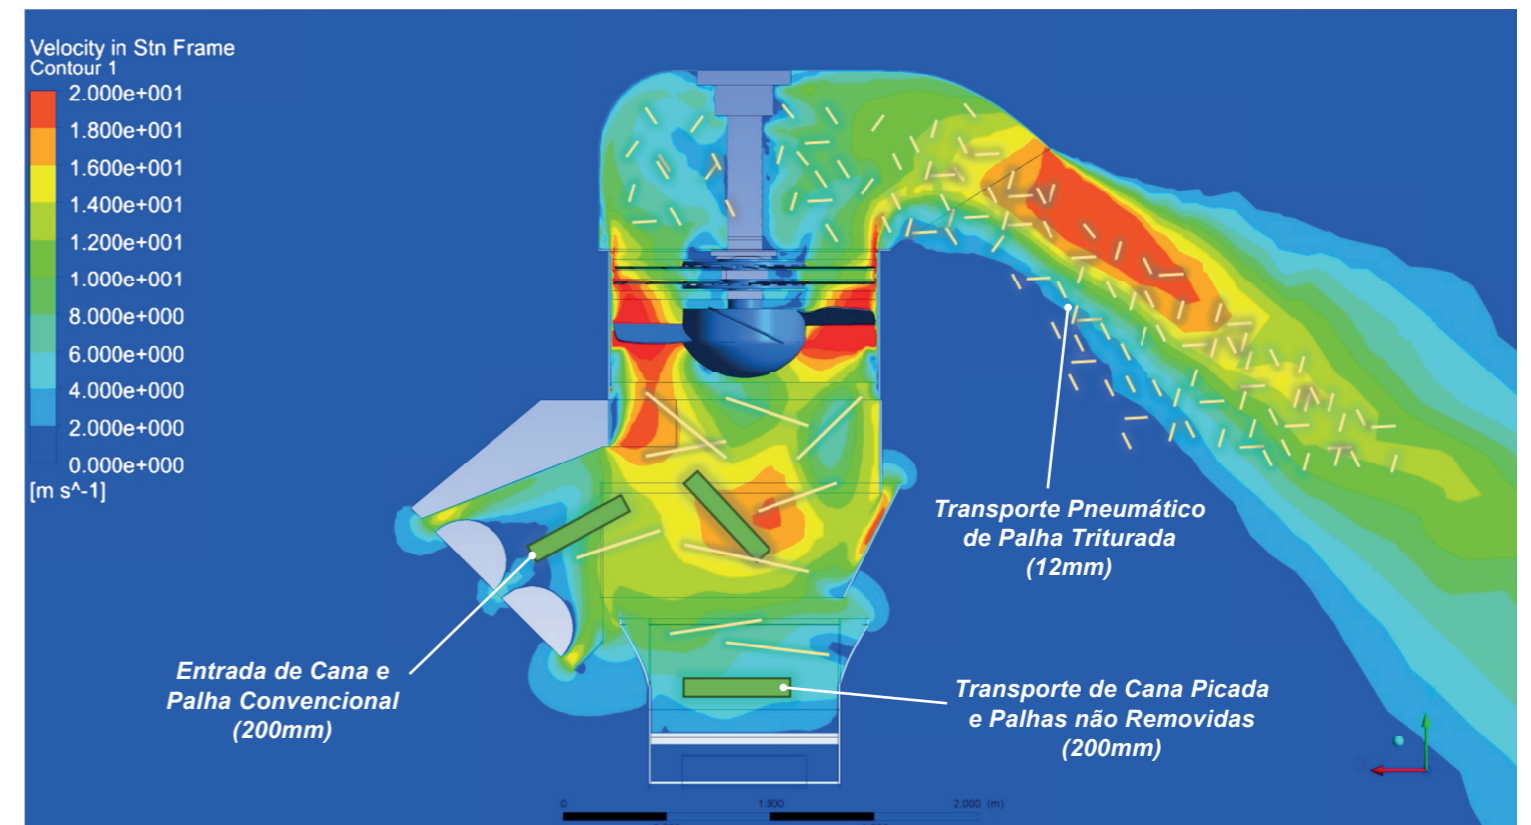 Velocity in Stn Frame
Contour 1
2.000e+001
1.800e+001
1.600e+001
1.400e+001
1.200e+001
1.000e+001
8.000e+000
6.000e+000
4.000e+000
2.000e+000
0.000e+000
[m s^-1]
Transporte Pneumático
de Palha Triturada
(12mm)
Entrada de Cana e
Palha Convencional
(200mm)
Transporte de Cana Picada
e Palhas não Removidas
(200mm)
0 2.000 (m)